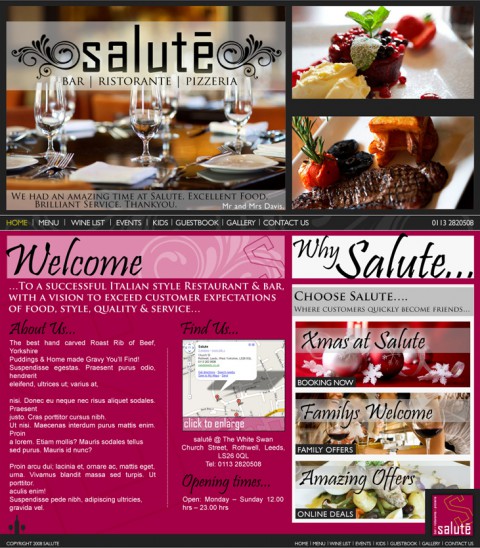 salutē
BAR | RISTORANTE | PIZZERIA
We had an amazing time at Salute, Excellent Food,
Brilliant Service. Thankyou.
Mr and Mrs Davis,
HOME | MENU | WINE LIST | EVENTS | KIDS | GUESTBOOK | GALLERY | CONTACT US
0113 2820508
Welcome
...To a successful Italian style Restaurant & bar,
with a vision to exceed customer expectations
of food, style, quality & service...
About Us...
The best hand carved Roast Rib of Beef,
Yorkshire
Puddings & Home made Gravy You'll Find!
Suspendisse egestas. Praesent purus odio,
hendrerit
eleifend, ultrices ut, varius at,
nisi. Donec eu neque nec risus aliquet sodales.
Praesent
justo. Cras porttitor cursus nibh.
Ut nisi. Maecenas interdum purus mattis enim.
Proin
a lorem. Etiam mollis? Mauris sodales tellus
sed purus. Mauris id nunc?
Proin arcu dui; lacinia et, ornare ac, mattis eget,
urna. Vivamus blandit massa sed turpis. Ut
porttitor.
aculis enim!
Suspendisse pede nibh, adipiscing ultricies,
gravida vel.
Find Us...
click to enlarge
salutē @ The White Swan
Church Street, Rothwell, Leeds,
LS26 0QL
Tel: 0113 2820508
Opening times...
Open: Monday – Sunday 12.00
hrs – 23.00 hrs
Why Salute...
Choose Salute....
Where customers quickly become friends...
Xmas at Salute
BOOKING NOW
Familys Welcome
FAMILY OFFERS
Amazing Offers
ONLINE DEALS
salutē
COPYRIGHT 2008 SALUTE
HOME | MENU | WINE LIST | EVENTS | KIDS | GUESTBOOK | GALLERY | CONTACT US